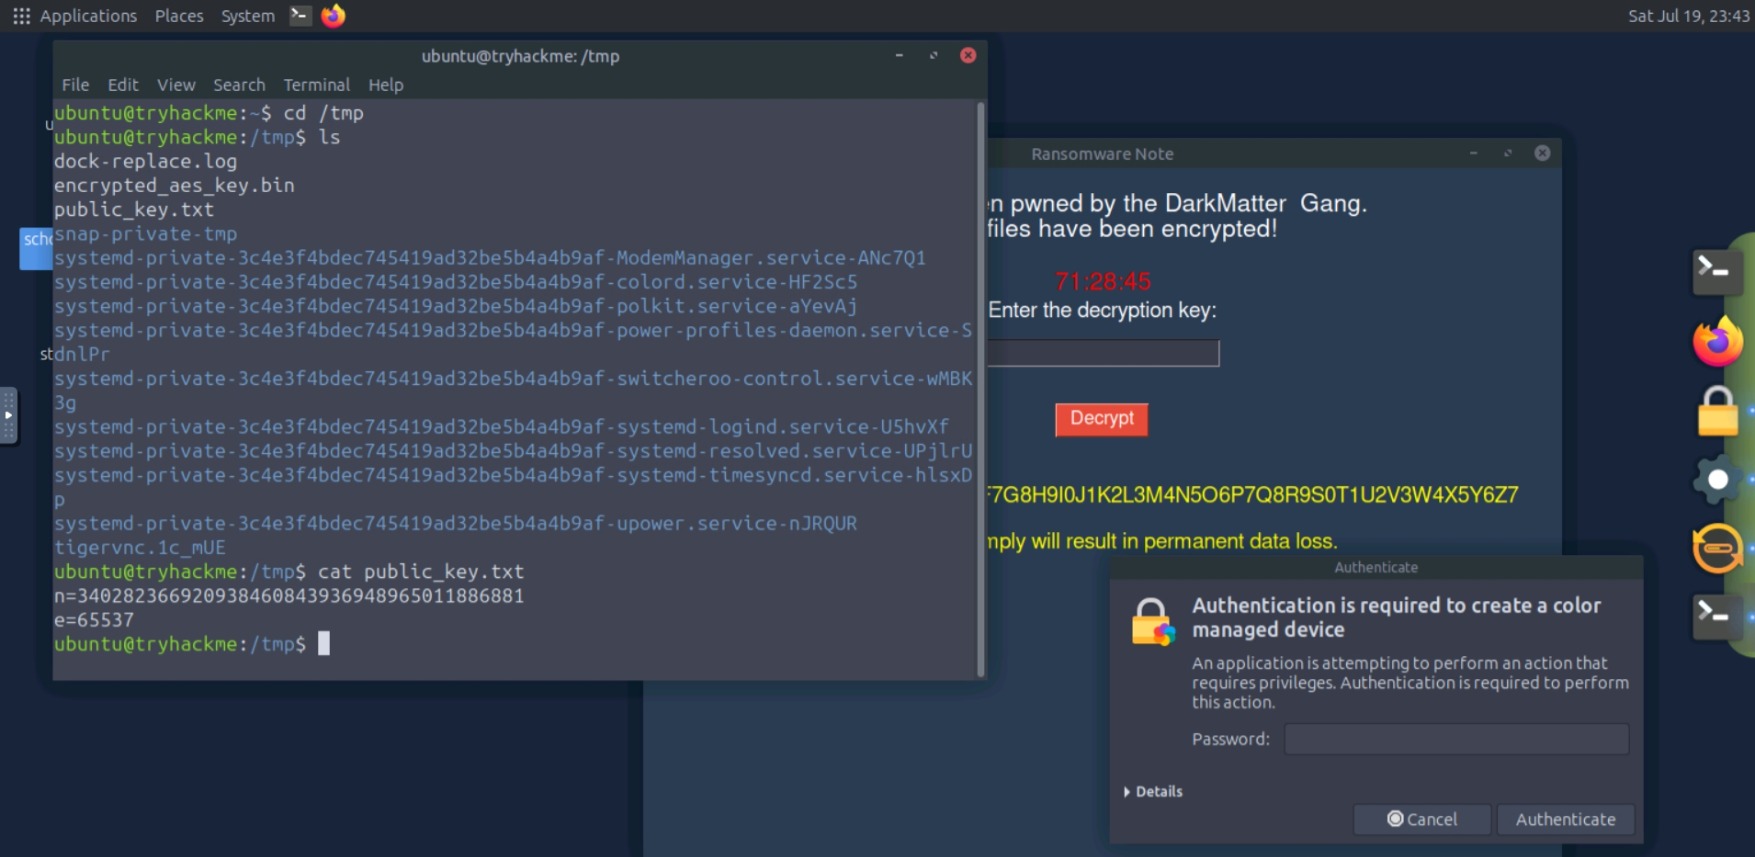 Applications Places System
Sat Jul 19, 23:43
ubuntu@tryhackme: /tmp
File Edit View Search Terminal Help
ubuntu@tryhackme:~$ cd /tmp
ubuntu@tryhackme:/tmp$ ls
dock-replace.log
encrypted_aes_key.bin
public_key.txt
snap-private-tmp
systemd-private-3c4e3f4bdec745419ad32be5b4a4b9af-ModemManager.service-ANc7Q1
systemd-private-3c4e3f4bdec745419ad32be5b4a4b9af-colord.service-HF2Sc5
systemd-private-3c4e3f4bdec745419ad32be5b4a4b9af-polkit.service-aYevAj
systemd-private-3c4e3f4bdec745419ad32be5b4a4b9af-power-profiles-daemon.service-S
dnlPr
systemd-private-3c4e3f4bdec745419ad32be5b4a4b9af-switcheroo-control.service-wMBK
3g
systemd-private-3c4e3f4bdec745419ad32be5b4a4b9af-systemd-logind.service-U5hvXf
systemd-private-3c4e3f4bdec745419ad32be5b4a4b9af-systemd-resolved.service-UPjlrU
systemd-private-3c4e3f4bdec745419ad32be5b4a4b9af-systemd-timesyncd.service-hlsxD
p
systemd-private-3c4e3f4bdec745419ad32be5b4a4b9af-upower.service-nJRQUR
tigervnc.1c_mUE
ubuntu@tryhackme:/tmp$ cat public_key.txt
n=340282366920938460843936948965011886881
e=65537
ubuntu@tryhackme:/tmp$
Ransomware Note
n pwned by the DarkMatter Gang.
files have been encrypted!
71:28:45
Enter the decryption key:
Decrypt
F7G8H9I0J1K2L3M4N5O6P7Q8R9S0T1U2V3W4X5Y6Z7
mply will result in permanent data loss.
Authenticate
Authentication is required to create a color
managed device
An application is attempting to perform an action that
requires privileges. Authentication is required to perform
this action.
Password:
Details
Cancel Authenticate